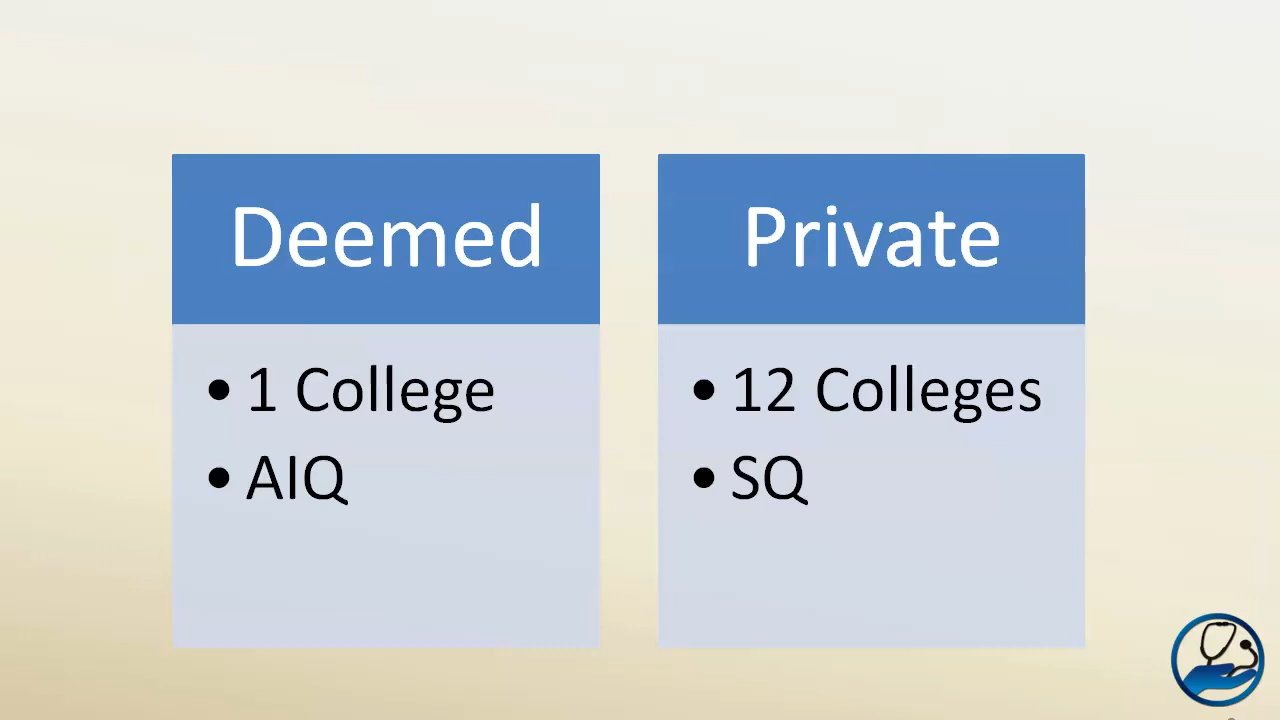 Deemed
• 1 College
• AIQ
Private
• 12 Colleges
• SQ